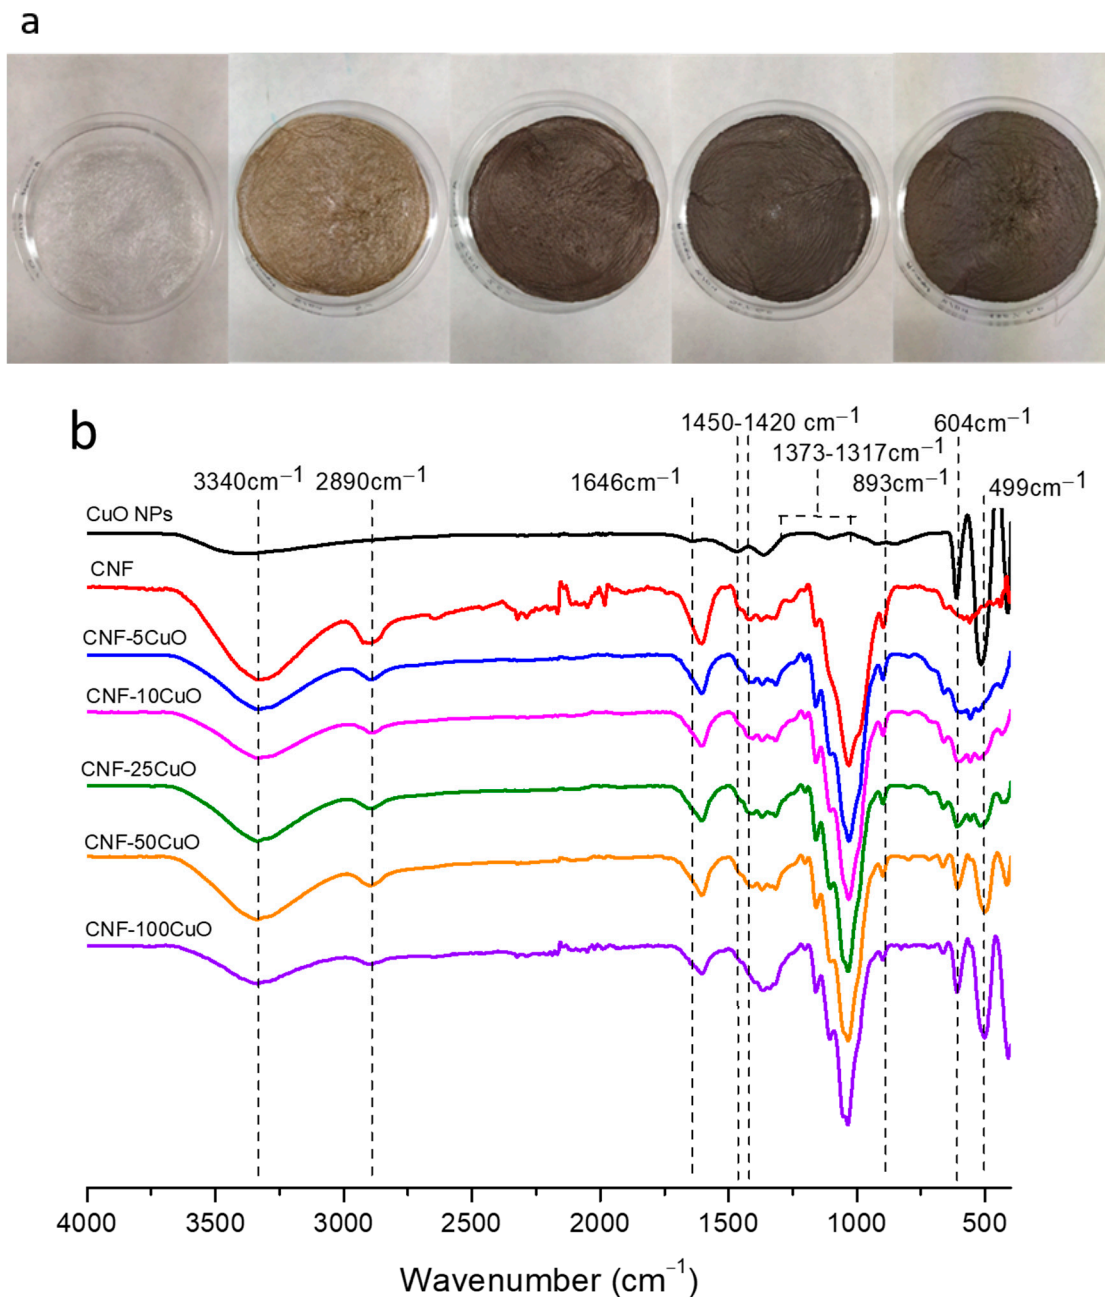 a
b
1450-1420 cm⁻¹
604cm⁻¹
1373-1317cm⁻¹
3340cm⁻¹
2890cm⁻¹
1646cm⁻¹
893cm⁻¹
499cm⁻¹
CuO NPs
CNF
CNF-5CuO
CNF-10CuO
CNF-25CuO
CNF-50CuO
CNF-100CuO
4000 3500 3000 2500 2000 1500 1000 500
Wavenumber (cm⁻¹)